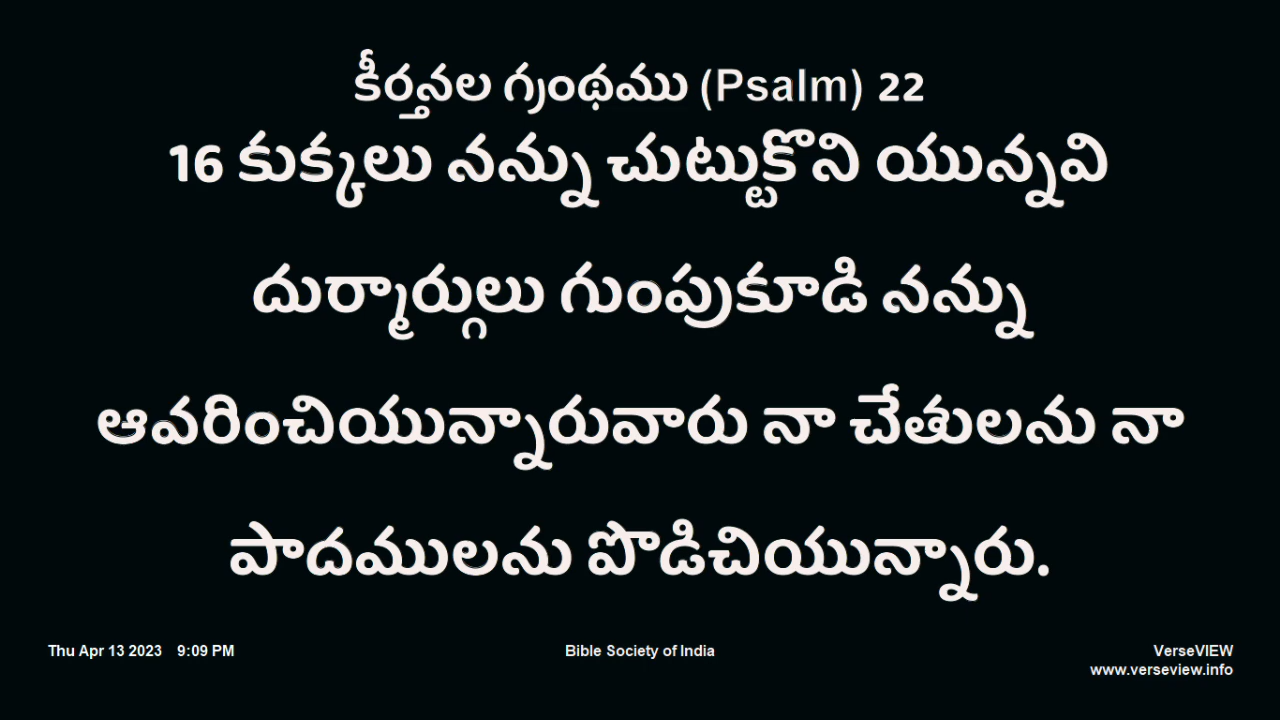 కీర్తనల గ్రంథము (Psalm) 22
16 కుక్కలు నన్ను చుట్టుకొని యున్నవి
దుర్మార్గులు గుంపుకూడి నన్ను
ఆవరించియున్నారువారు నా చేతులను నా
పాదములను పొడిచియున్నారు.
Thu Apr 13 2023 9:09 PM
Bible Society of India
VerseVIEW
www.verseview.info